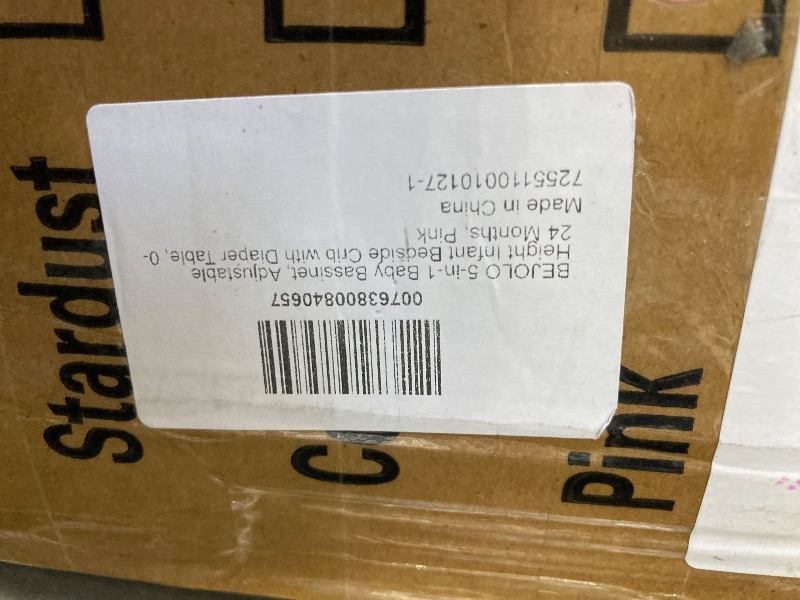 00763800840657
BEJOLO 5-in-1 Baby Bassinet, Adjustable
Height Infant Bedside Crib with Diaper Table, 0-
24 Months, Pink
Made in China
7255110010127-1
Stardust
C
Pink